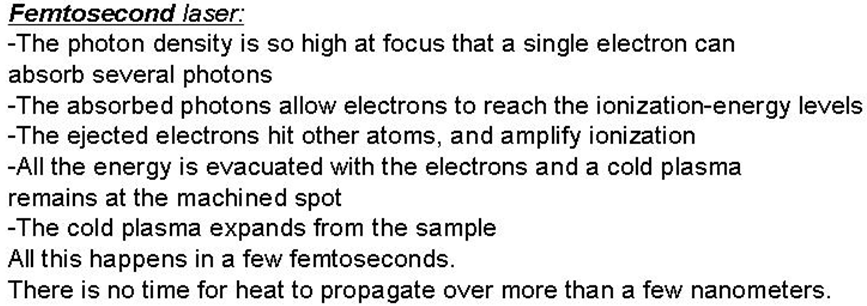 Femtosecond laser:
-The photon density is so high at focus that a single electron can
absorb several photons
-The absorbed photons allow electrons to reach the ionization-energy levels
-The ejected electrons hit other atoms, and amplify ionization
-All the energy is evacuated with the electrons and a cold plasma
remains at the machined spot
-The cold plasma expands from the sample
All this happens in a few femtoseconds.
There is no time for heat to propagate over more than a few nanometers.